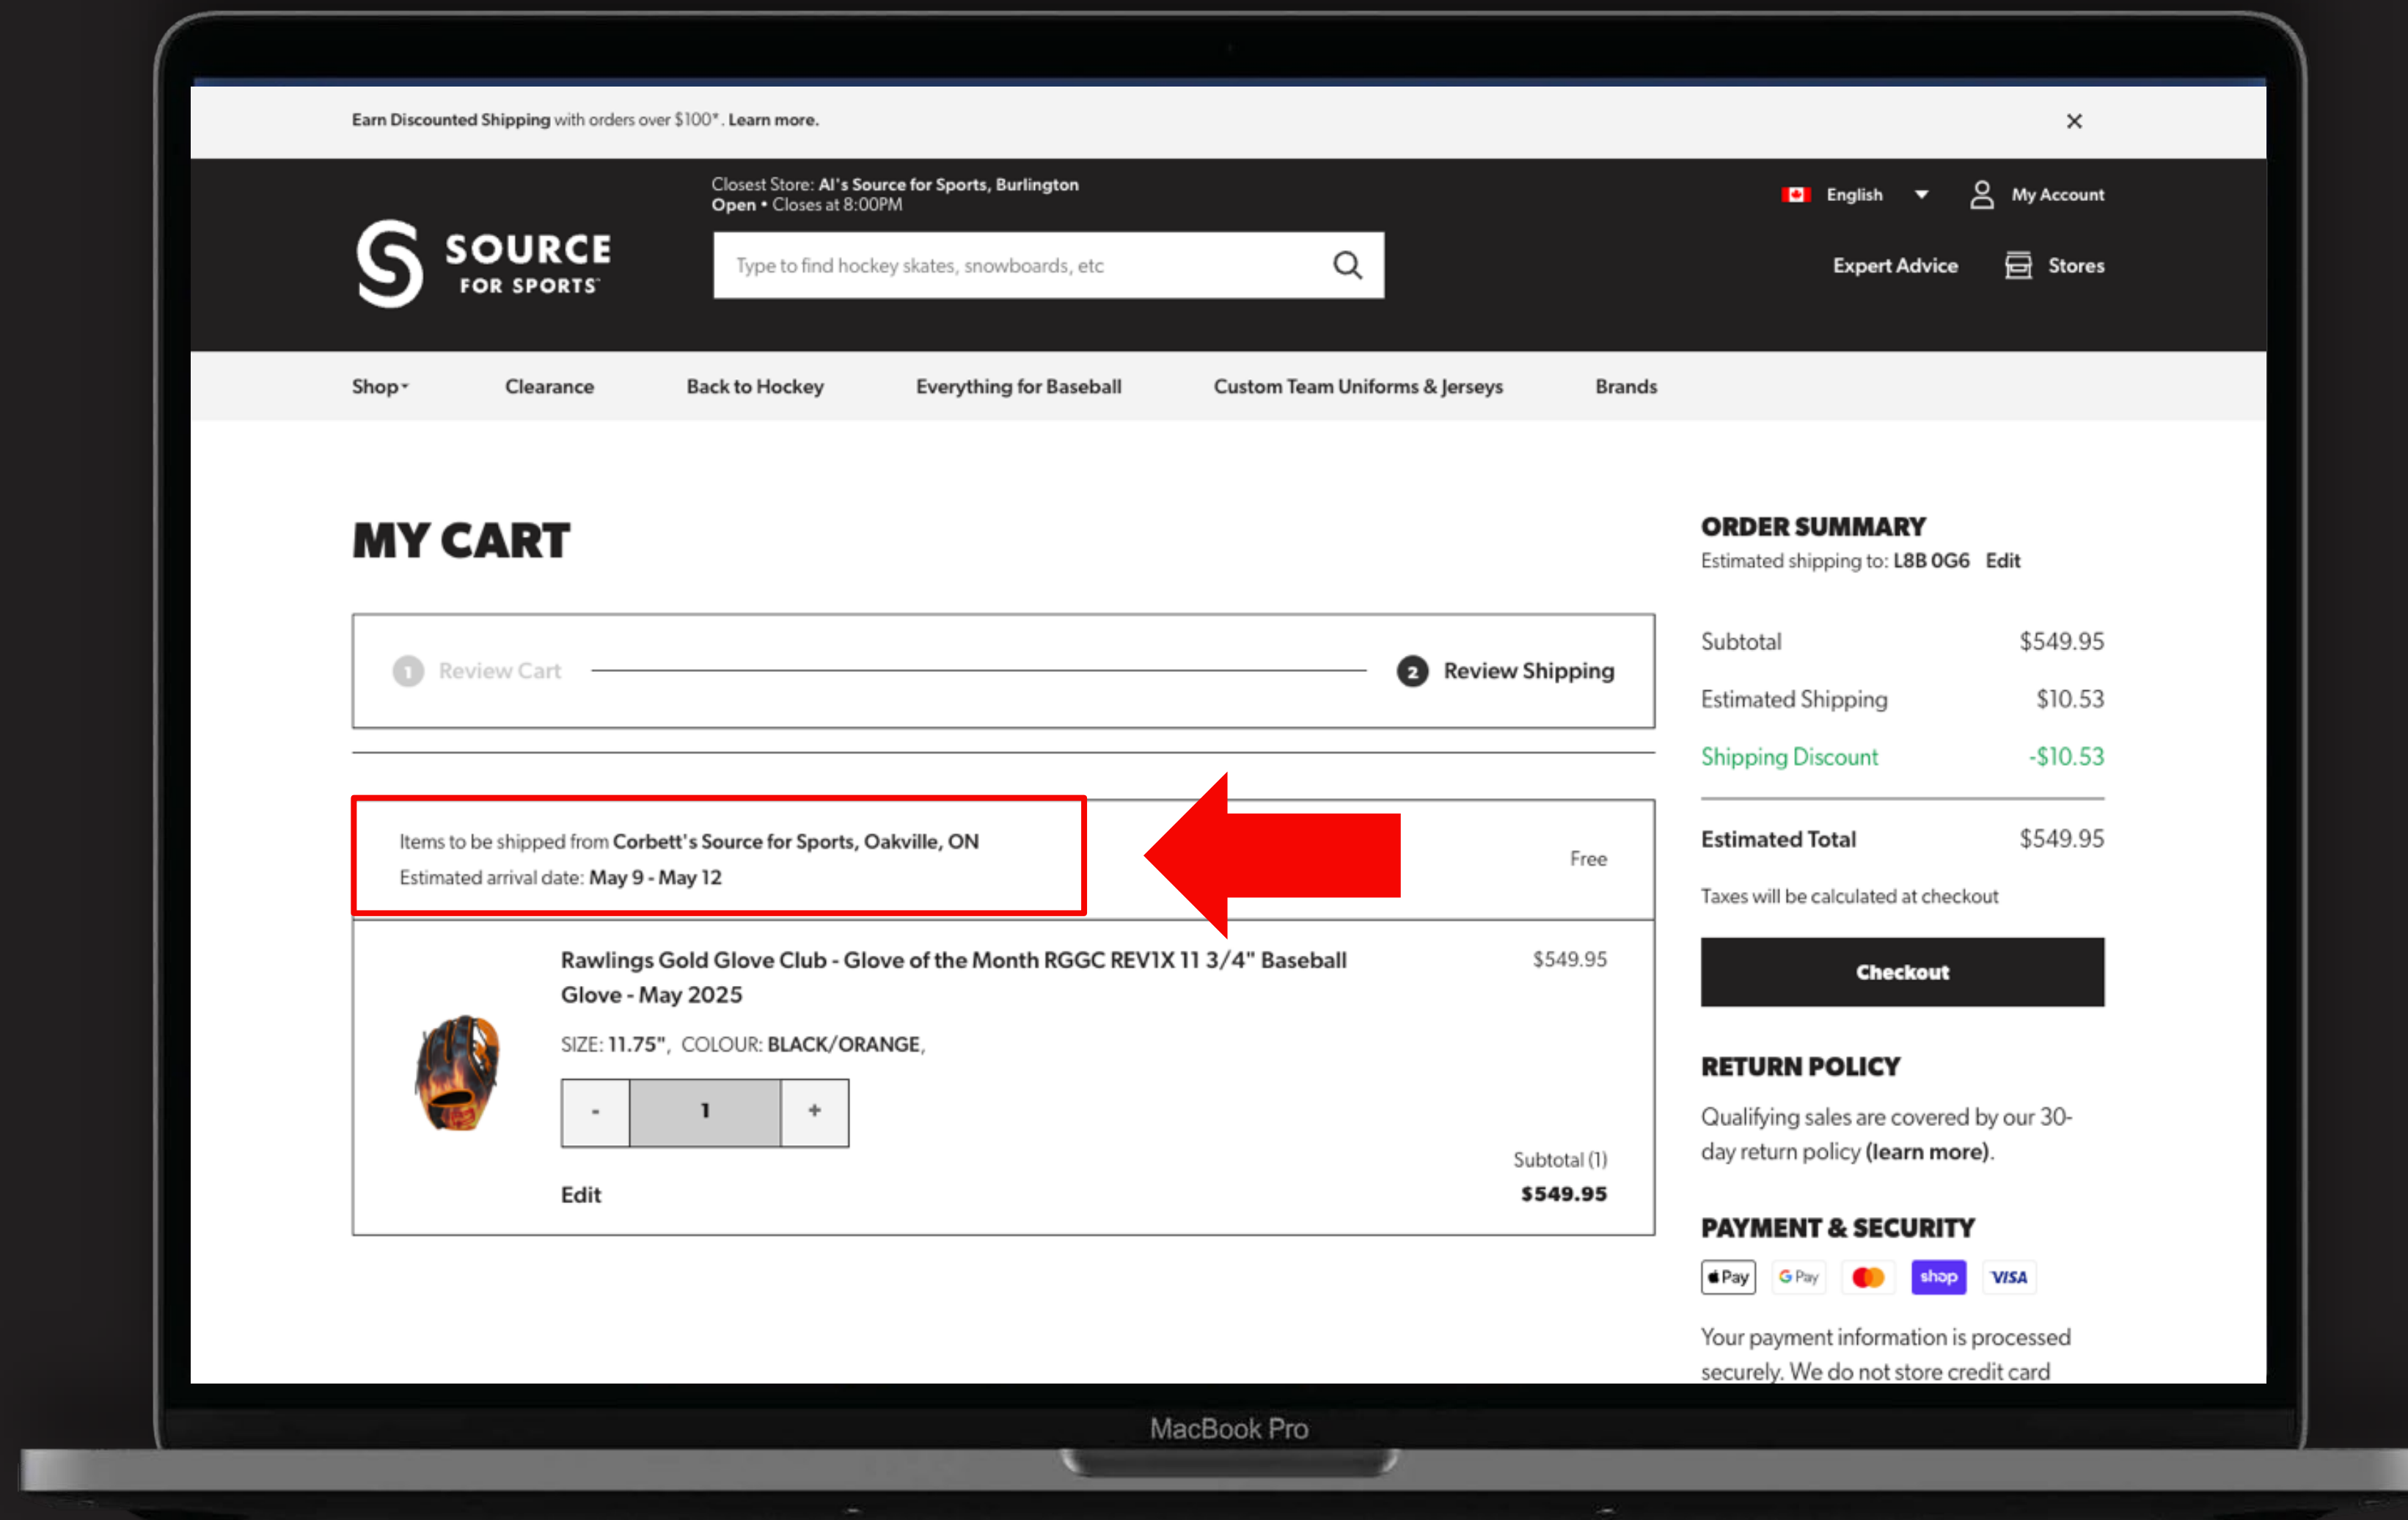 Earn Discounted Shipping with orders over $100*. Learn more.
Closest Store: Al's Source for Sports, Burlington
Open • Closes at 8:00PM
SOURCE
FOR SPORTS
Type to find hockey skates, snowboards, etc
English
My Account
Expert Advice
Stores
Shop
Clearance
Back to Hockey
Everything for Baseball
Custom Team Uniforms & Jerseys
Brands
MY CART
1 Review Cart
2 Review Shipping
Items to be shipped from Corbett's Source for Sports, Oakville, ON
Estimated arrival date: May 9 - May 12
Free
Rawlings Gold Glove Club - Glove of the Month RGGC REV1X 11 3/4" Baseball
Glove - May 2025
$549.95
SIZE: 11.75", COLOUR: BLACK/ORANGE,
- 1 +
Edit
Subtotal (1)
$549.95
ORDER SUMMARY
Estimated shipping to: L8B 0G6 Edit
Subtotal $549.95
Estimated Shipping $10.53
Shipping Discount -$10.53
Estimated Total $549.95
Taxes will be calculated at checkout
Checkout
RETURN POLICY
Qualifying sales are covered by our 30-
day return policy (learn more).
PAYMENT & SECURITY
Pay
G Pay
shop
VISA
Your payment information is processed
securely. We do not store credit card
MacBook Pro